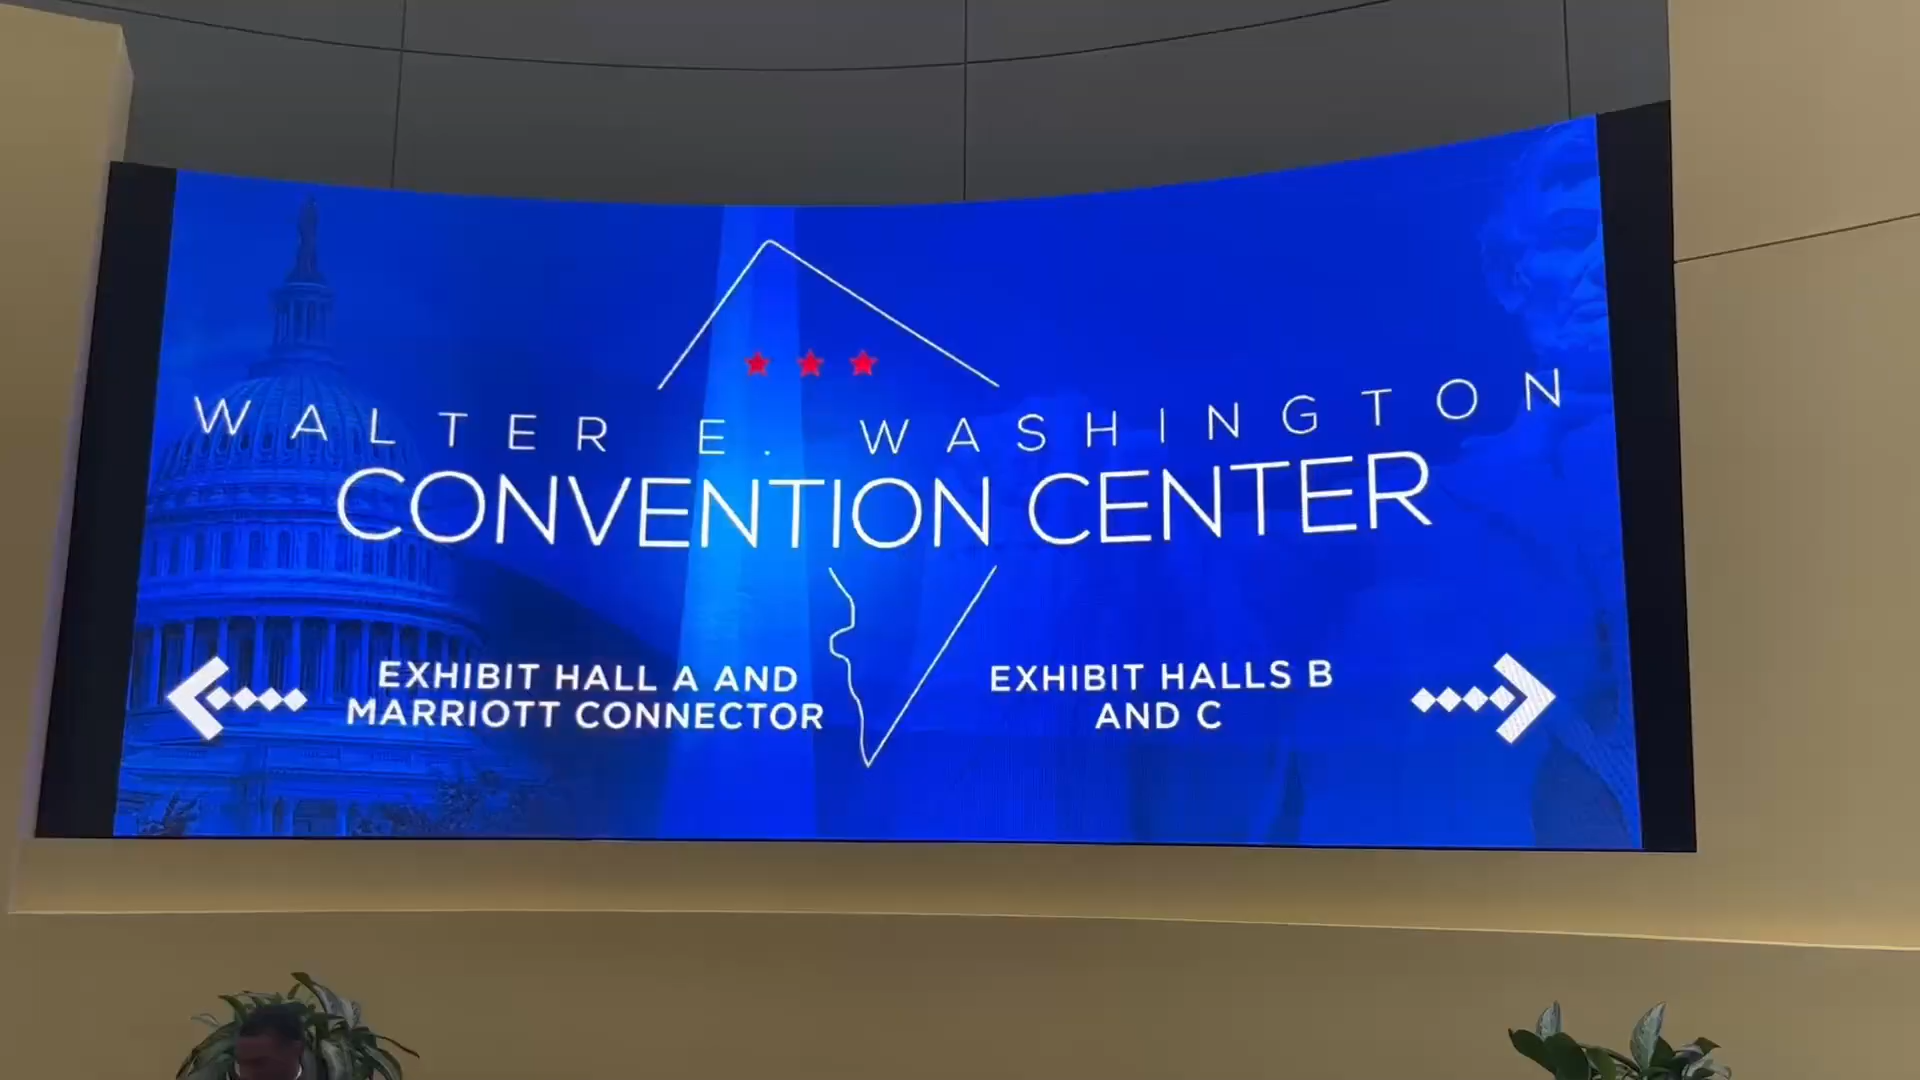 WALTER E. WASHINGTON
CONVENTION CENTER
EXHIBIT HALL A AND
MARRIOTT CONNECTOR
EXHIBIT HALLS B
AND C